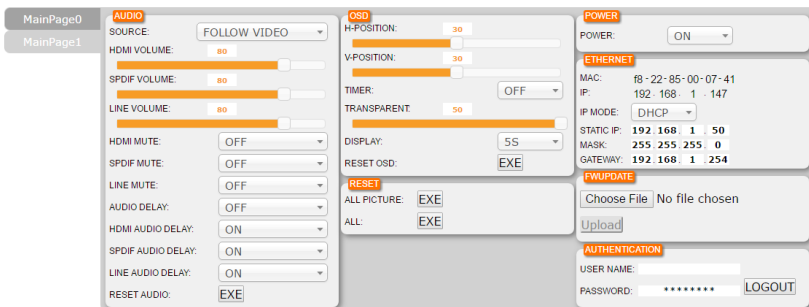 MainPage0
MainPage1
AUDIO
SOURCE: FOLLOW VIDEO
HDMI VOLUME: 80
SPDIF VOLUME: 80
LINE VOLUME: 80
HDMI MUTE: OFF
SPDIF MUTE: OFF
LINE MUTE: OFF
AUDIO DELAY: OFF
HDMI AUDIO DELAY: ON
SPDIF AUDIO DELAY: ON
LINE AUDIO DELAY: ON
RESET AUDIO: EXE
OSD
H-POSITION: 30
V-POSITION: 30
TIMER: OFF
TRANSPARENT: 50
DISPLAY: 5S
RESET OSD: EXE
RESET
ALL PICTURE: EXE
ALL: EXE
POWER
POWER: ON
ETHERNET
MAC: f8 - 22 - 85 - 00 - 07 - 41
IP: 192 . 168 . 1 . 147
IP MODE: DHCP
STATIC IP: 192 . 168 . 1 . 50
MASK: 255 . 255 . 255 . 0
GATEWAY: 192 . 168 . 1 . 254
FWUPDATE
Choose File No file chosen
Upload
AUTHENTICATION
USER NAME:
PASSWORD: ******** LOGOUT